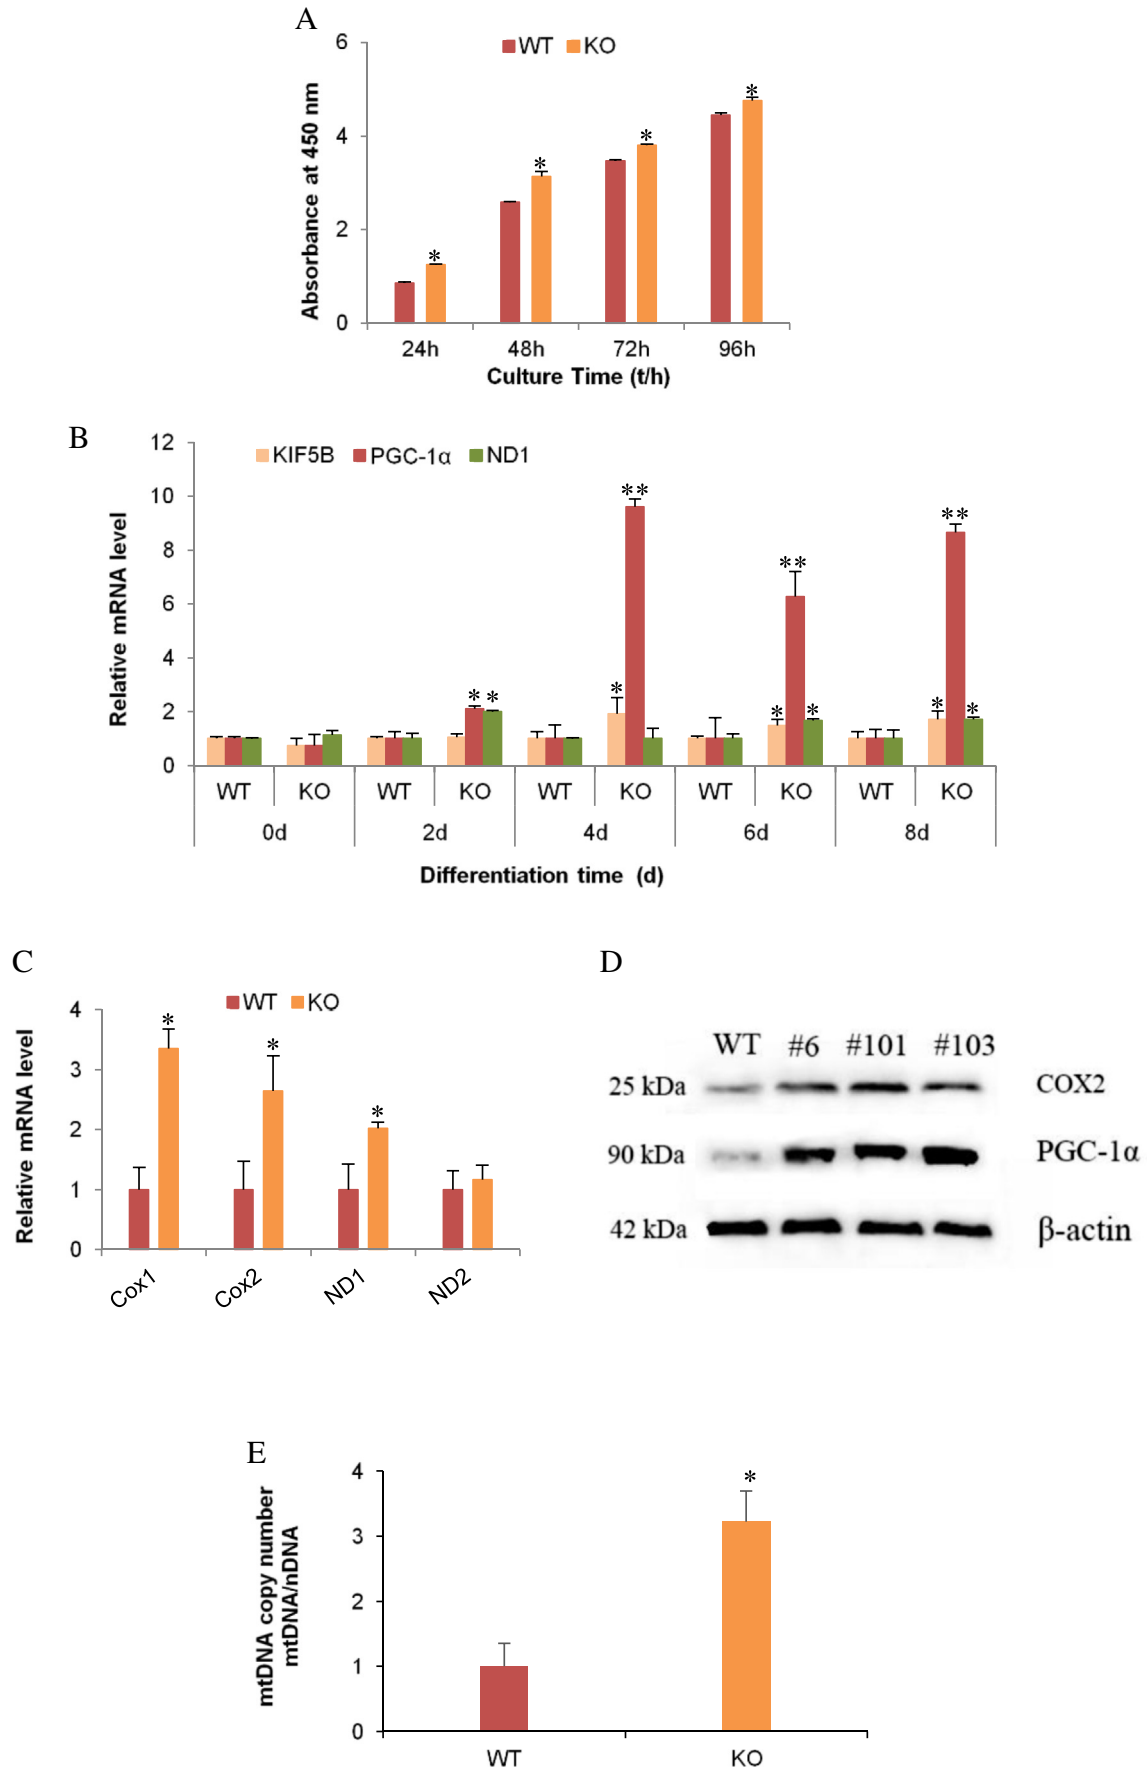 A
WT KO
6
4
2
0
Absorbance at 450 nm
* * * *
24h 48h 72h 96h
Culture Time (t/h)
B
KIF5B PGC-1α ND1
12
10
8
6
4
2
0
Relative mRNA level
* * * ** * ** * * ** *
WT KO WT KO WT KO WT KO WT KO
0d 2d 4d 6d 8d
Differentiation time (d)
C
WT KO
4
3
2
1
0
Relative mRNA level
* * *
Cox1 Cox2 ND1 ND2
D
WT #6 #101 #103
25 kDa COX2
90 kDa PGC-1α
42 kDa β-actin
E
4
3
2
1
0
mtDNA copy number
mtDNA/nDNA
*
WT KO